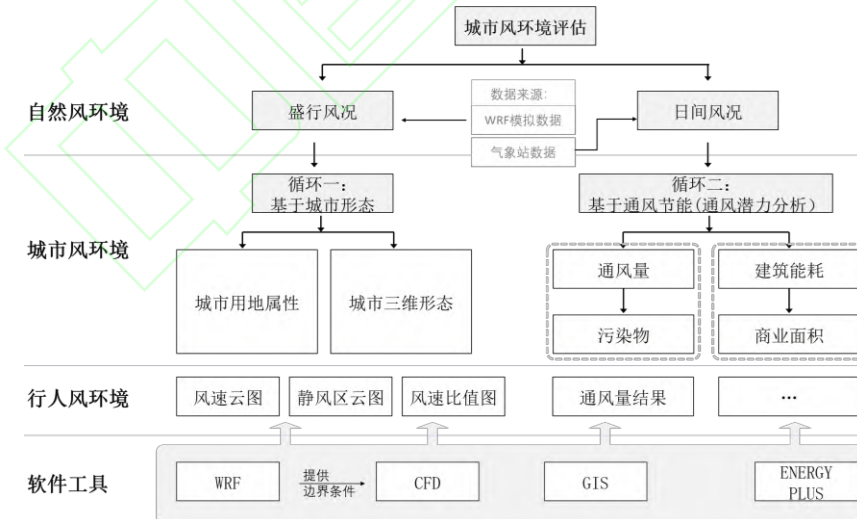 城市风环境评估
自然风环境
盛行风况
数据来源:
WRF模拟数据
气象站数据
日间风况
循环一:
基于城市形态
循环二:
基于通风节能(通风潜力分析)
城市风环境
城市用地属性
城市三维形态
通风量
建筑能耗
污染物
商业面积
行人风环境
风速云图
静风区云图
风速比值图
通风量结果
…
软件工具
WRF
提供
边界条件
CFD
GIS
ENERGY
PLUS